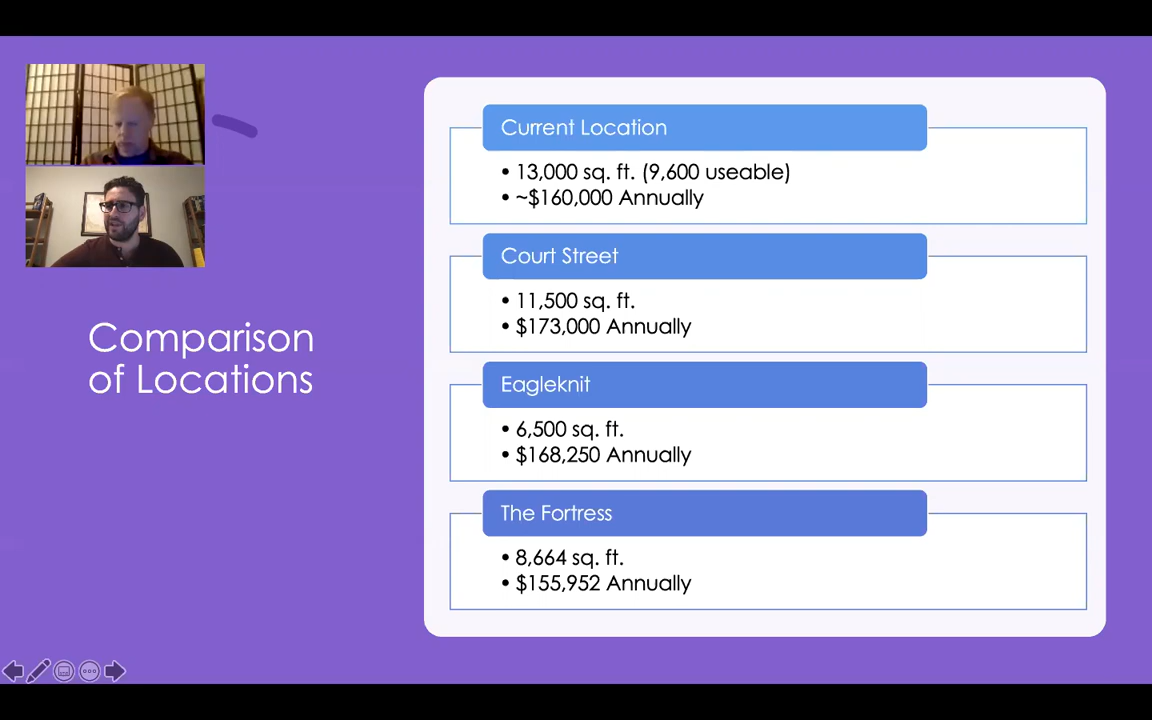 Comparison
of Locations
Current Location
• 13,000 sq. ft. (9,600 useable)
• ~$160,000 Annually
Court Street
• 11,500 sq. ft.
• $173,000 Annually
Eagleknit
• 6,500 sq. ft.
• $168,250 Annually
The Fortress
• 8,664 sq. ft.
• $155,952 Annually